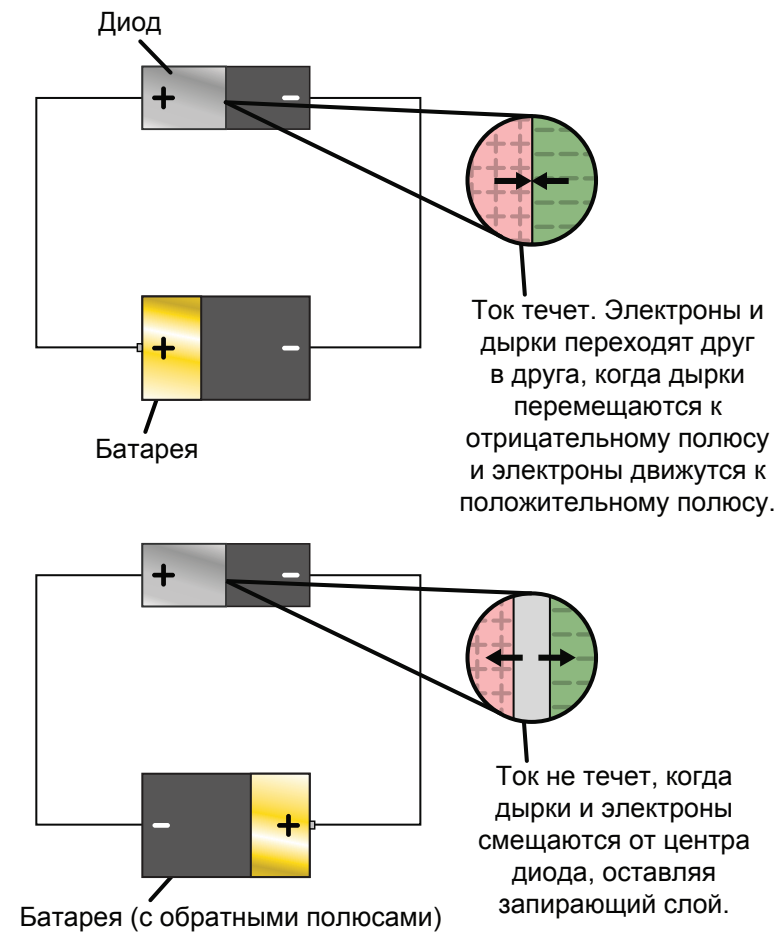 Диод
+ −
Ток течет. Электроны и
дырки переходят друг
в друга, когда дырки
перемещаются к
отрицательному полюсу
и электроны движутся к
положительному полюсу.
+ −
Батарея
+ −
Ток не течет, когда
дырки и электроны
смещаются от центра
диода, оставляя
запирающий слой.
− +
Батарея (с обратными полюсами)